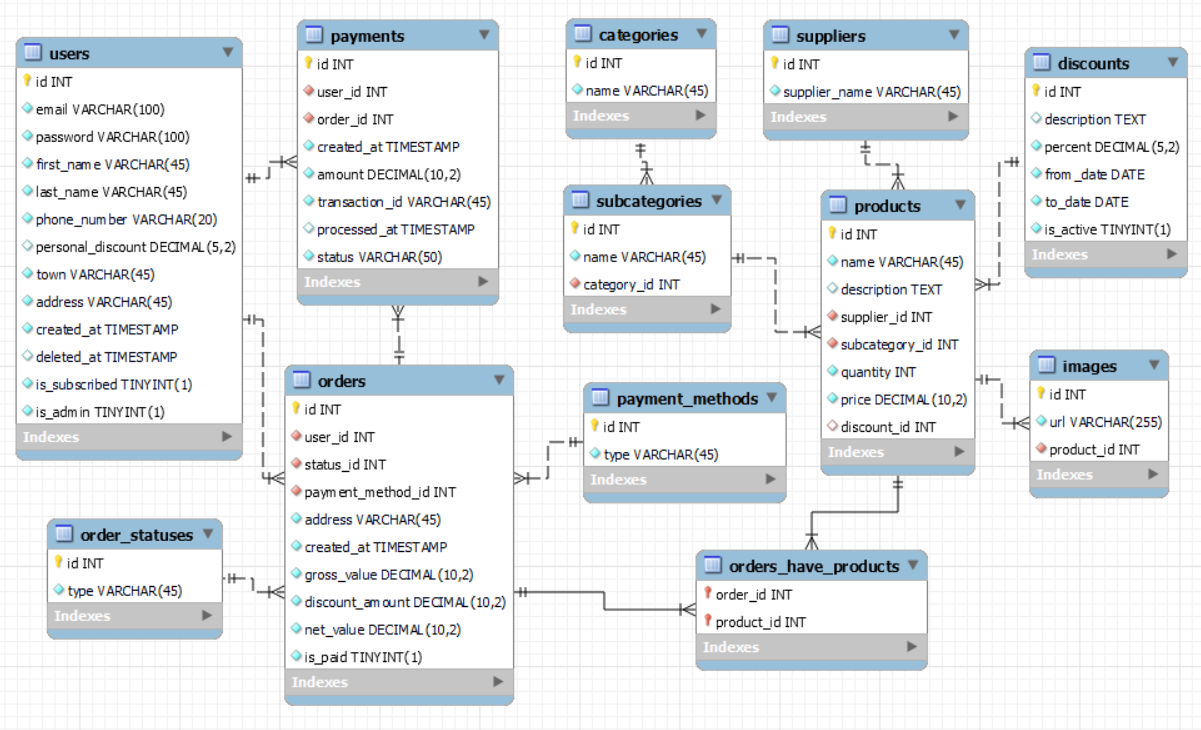 users
id INT
email VARCHAR(100)
password VARCHAR(100)
first_name VARCHAR(45)
last_name VARCHAR(45)
phone_number VARCHAR(20)
personal_discount DECIMAL(5,2)
town VARCHAR(45)
address VARCHAR(45)
created_at TIMESTAMP
deleted_at TIMESTAMP
is_subscribed TINYINT(1)
is_admin TINYINT(1)
Indexes
payments
id INT
user_id INT
order_id INT
created_at TIMESTAMP
amount DECIMAL(10,2)
transaction_id VARCHAR(45)
processed_at TIMESTAMP
status VARCHAR(50)
Indexes
categories
id INT
name VARCHAR(45)
Indexes
suppliers
id INT
supplier_name VARCHAR(45)
Indexes
discounts
id INT
description TEXT
percent DECIMAL(5,2)
from _date DATE
to_date DATE
is_active TINYINT(1)
Indexes
subcategories
id INT
name VARCHAR(45)
category_id INT
Indexes
products
id INT
name VARCHAR(45)
description TEXT
supplier_id INT
subcategory_id INT
quantity INT
price DECIMAL(10,2)
discount_id INT
Indexes
images
id INT
url VARCHAR(255)
product_id INT
Indexes
orders
id INT
user_id INT
status_id INT
payment_method_id INT
address VARCHAR(45)
created_at TIMESTAMP
gross_value DECIMAL(10,2)
discount_amount DECIMAL(10,2)
net_value DECIMAL(10,2)
is_paid TINYINT(1)
Indexes
payment_methods
id INT
type VARCHAR(45)
Indexes
order_statuses
id INT
type VARCHAR(45)
Indexes
orders_have_products
order_id INT
product_id INT
Indexes